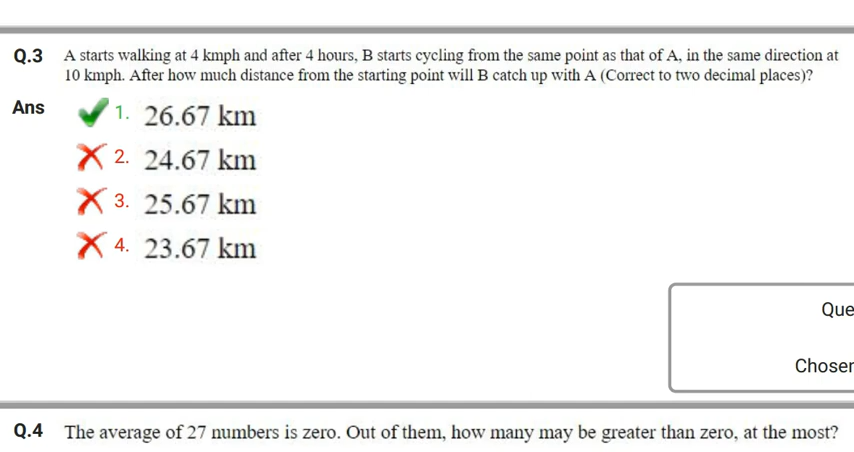 Q.3 A starts walking at 4 kmph and after 4 hours, B starts cycling from the same point as that of A, in the same direction at
10 kmph. After how much distance from the starting point will B catch up with A (Correct to two decimal places)?
Ans 1. 26.67 km
2. 24.67 km
3. 25.67 km
4. 23.67 km
Que
Choser
Q.4 The average of 27 numbers is zero. Out of them, how many may be greater than zero, at the most?